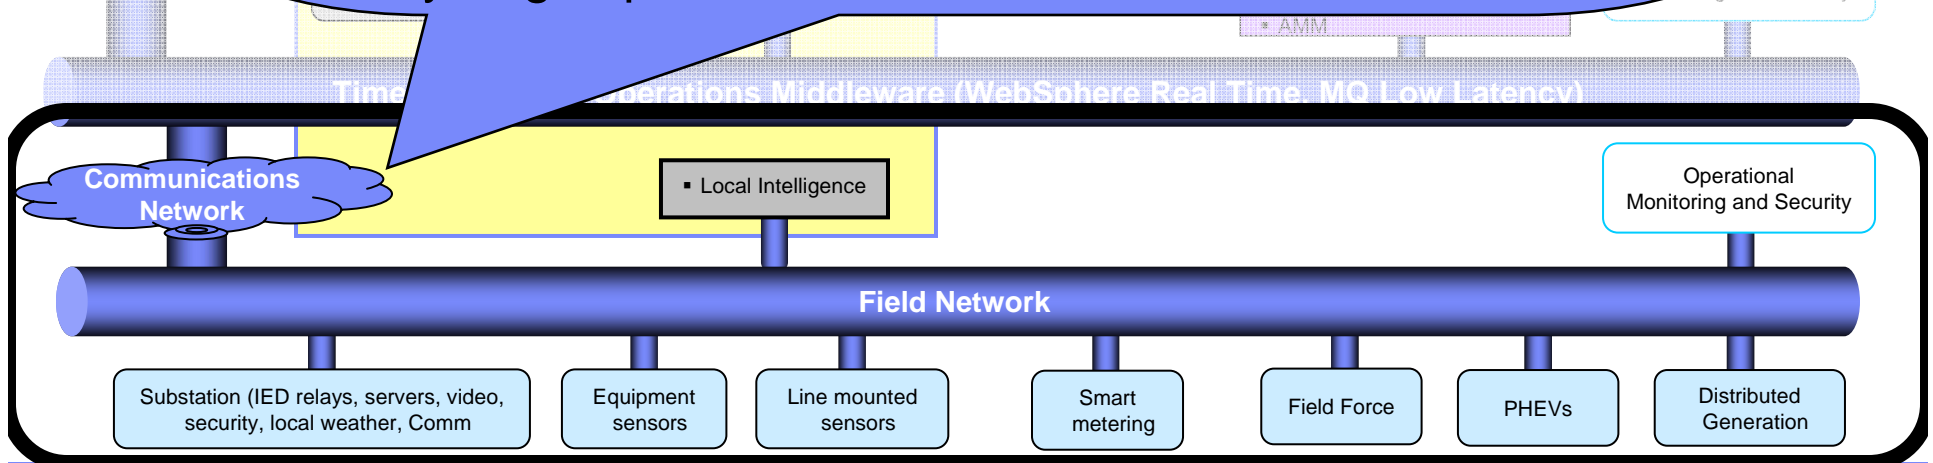 AMM
Time Operations Middleware (WebSphere Real Time, MQ Low Latency)
Communications
Network
▪ Local Intelligence
Operational
Monitoring and Security
Field Network
Substation (IED relays, servers, video,
security, local weather, Comm
Equipment
sensors
Line mounted
sensors
Smart
metering
Field Force
PHEVs
Distributed
Generation